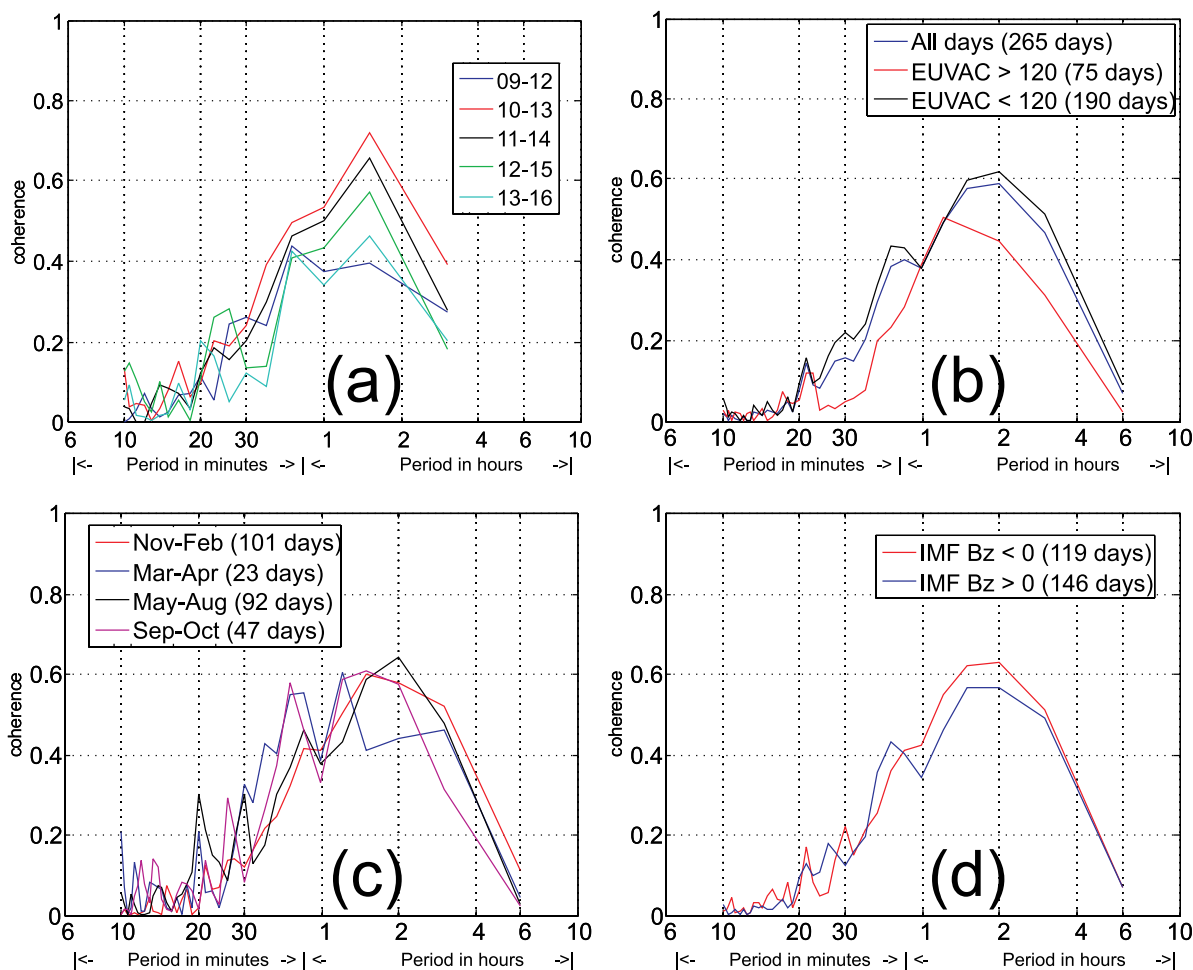 1
0.8
0.6
0.4
0.2
0
coherence
09-12
10-13
11-14
12-15
13-16
(a)
6 10 20 30 1 2 4 6 10
|<- Period in minutes ->|<- Period in hours ->|
1
0.8
0.6
0.4
0.2
0
coherence
All days (265 days)
EUVAC > 120 (75 days)
EUVAC < 120 (190 days)
(b)
6 10 20 30 1 2 4 6 10
|<- Period in minutes ->|<- Period in hours ->|
1
0.8
0.6
0.4
0.2
0
coherence
Nov-Feb (101 days)
Mar-Apr (23 days)
May-Aug (92 days)
Sep-Oct (47 days)
(c)
6 10 20 30 1 2 4 6 10
|<- Period in minutes ->|<- Period in hours ->|
1
0.8
0.6
0.4
0.2
0
coherence
IMF Bz < 0 (119 days)
IMF Bz > 0 (146 days)
(d)
6 10 20 30 1 2 4 6 10
|<- Period in minutes ->|<- Period in hours ->|